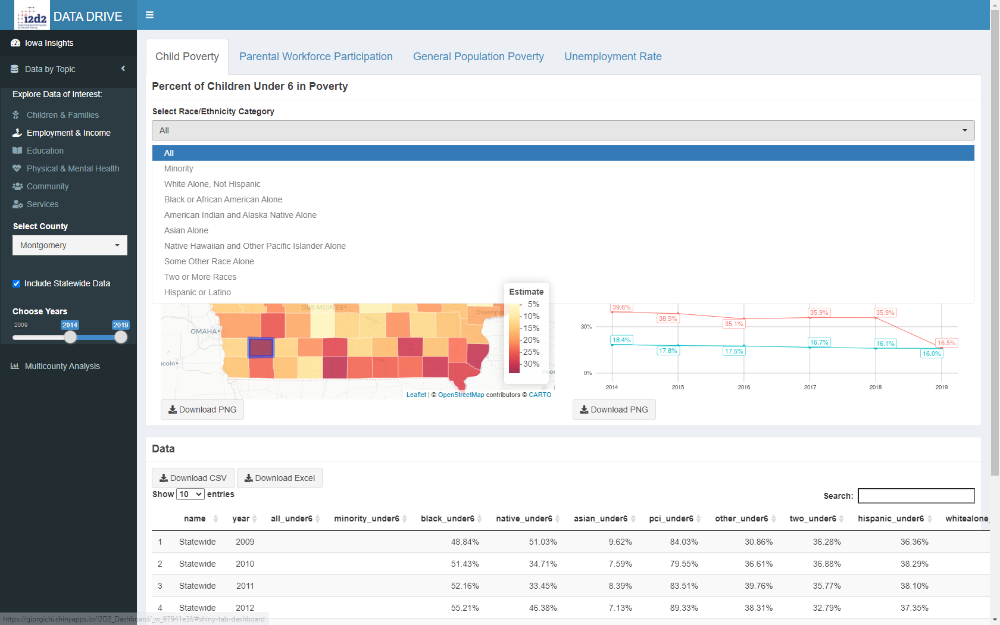 i2d2
DATA DRIVE
Iowa Insights
Data by Topic
Explore Data of Interest:
Children & Families
Employment & Income
Education
Physical & Mental Health
Community
Services
Select County
Montgomery
Include Statewide Data
Choose Years
2009 2014 2019
Multicounty Analysis
Child Poverty Parental Workforce Participation General Population Poverty Unemployment Rate
Percent of Children Under 6 in Poverty
Select Race/Ethnicity Category
All
All
Minority
White Alone, Not Hispanic
Black or African American Alone
American Indian and Alaska Native Alone
Asian Alone
Native Hawaiian and Other Pacific Islander Alone
Some Other Race Alone
Two or More Races
Hispanic or Latino
DES MOINES
Davenpor
OMAHA
ncoln
Peor
Estimate
5%
10%
15%
20%
25%
30%
Leaflet | © OpenStreetMap contributors © CARTO
39.6% 38.5% 35.1% 35.9% 35.9% 16.5%
30%
18.4% 17.8% 17.5% 16.7% 16.1% 16.0%
0%
2014 2015 2016 2017 2018 2019
Download PNG
Download PNG
Data
Download CSV Download Excel
Show 10 entries
Search:
name year all_under6 minority_under6 black_under6 native_under6 asian_under6 pci_under6 other_under6 two_under6 hispanic_under6 whitealone_
1 Statewide 2009 48.84% 51.03% 9.62% 84.03% 30.86% 36.28% 36.36%
2 Statewide 2010 51.43% 34.71% 7.59% 79.55% 36.61% 36.88% 38.29%
3 Statewide 2011 52.16% 33.45% 8.39% 83.51% 39.76% 35.77% 38.10%
4 Statewide 2012 55.21% 46.38% 7.13% 89.33% 38.31% 32.79% 37.35%
https://giorgichi.shinyapps.io/I2D2_Dashboard/_w_97941e3f/#shiny-tab-dashboard